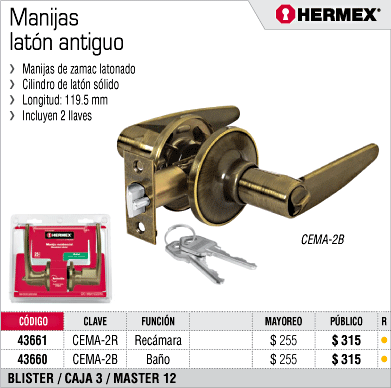 Manijas
latón antiguo
HERMEX®
Manijas de zamac latonado
Cilindro de latón sólido
Longitud: 119.5 mm
Incluyen 2 llaves
CEMA-2B
HERMEX
CÓDIGO CLAVE FUNCIÓN MAYOREO PÚBLICO R
43661 CEMA-2R Recámara $ 255 $ 315
43660 CEMA-2B Baño $ 255 $ 315
BLISTER / CAJA 3 / MASTER 12